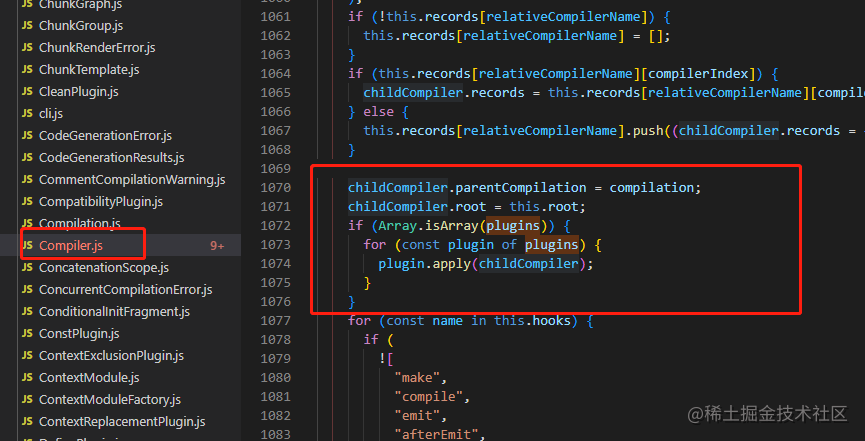 ChunkGraph.js
JS ChunkGroup.js
JS ChunkRenderError.js
JS ChunkTemplate.js
JS CleanPlugin.js
JS cli.js
JS CodeGenerationError.js
JS CodeGenerationResults.js
JS CommentCompilationWarning.js
JS CompatibilityPlugin.js
JS Compilation.js
JS Compiler.js 9+
JS ConcatenationScope.js
JS ConcurrentCompilationError.js
JS ConditionalInitFragment.js
JS ConstPlugin.js
JS ContextExclusionPlugin.js
JS ContextModule.js
JS ContextModuleFactory.js
JS ContextReplacementPlugin.js
1061 if (!this.records[relativeCompilerName]) {
1062 this.records[relativeCompilerName] = [];
1063 }
1064 if (this.records[relativeCompilerName][compilerIndex]) {
1065 childCompiler.records = this.records[relativeCompilerName][compil
1066 } else {
1067 this.records[relativeCompilerName].push((childCompiler.records =
1068 }
1069
1070 childCompiler.parentCompilation = compilation;
1071 childCompiler.root = this.root;
1072 if (Array.isArray(plugins)) {
1073 for (const plugin of plugins) {
1074 plugin.apply(childCompiler);
1075 }
1076 }
1077 for (const name in this.hooks) {
1078 if (
1079 ![
1080 "make",
1081 "compile",
1082 "emit",
1083 "afterEmit",
@稀土掘金技术社区